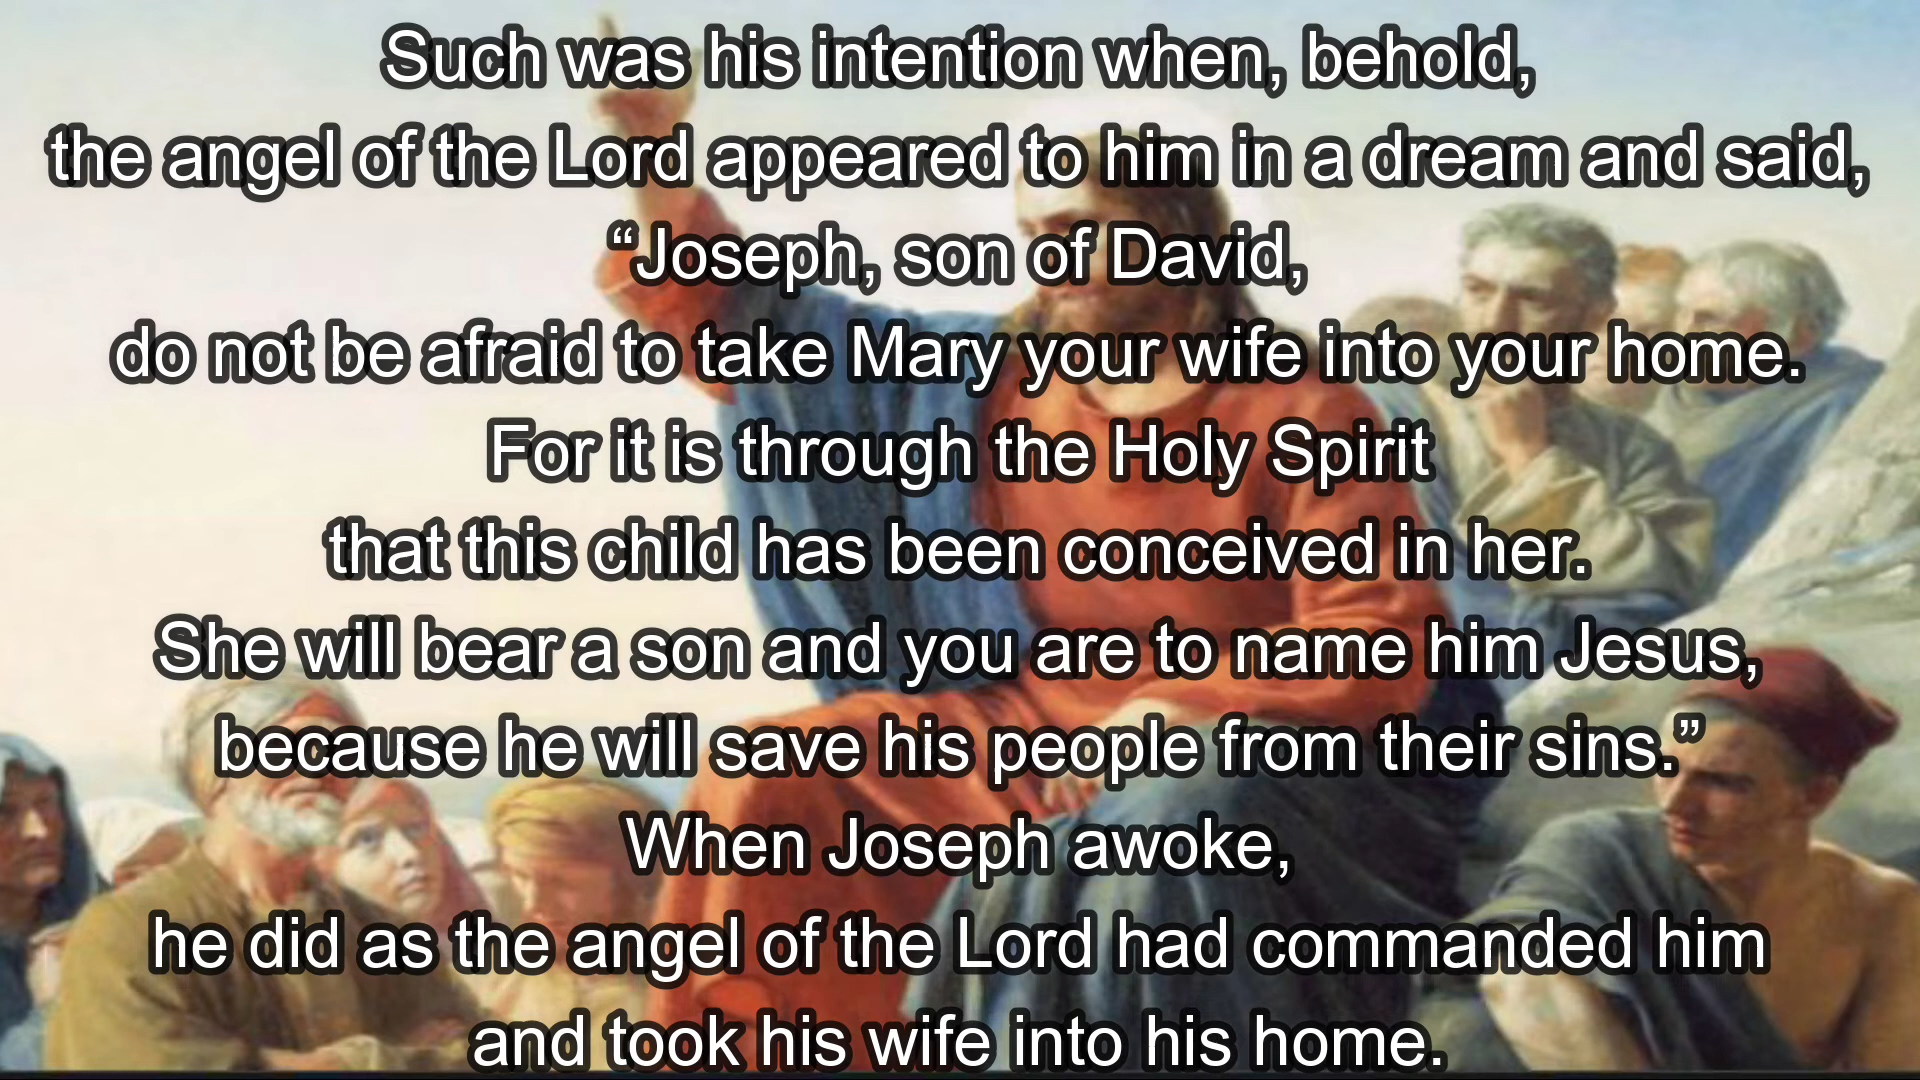 Such was his intention when, behold,
the angel of the Lord appeared to him in a dream and said,
“Joseph, son of David,
do not be afraid to take Mary your wife into your home.
For it is through the Holy Spirit
that this child has been conceived in her.
She will bear a son and you are to name him Jesus,
because he will save his people from their sins.”
When Joseph awoke,
he did as the angel of the Lord had commanded him
and took his wife into his home.